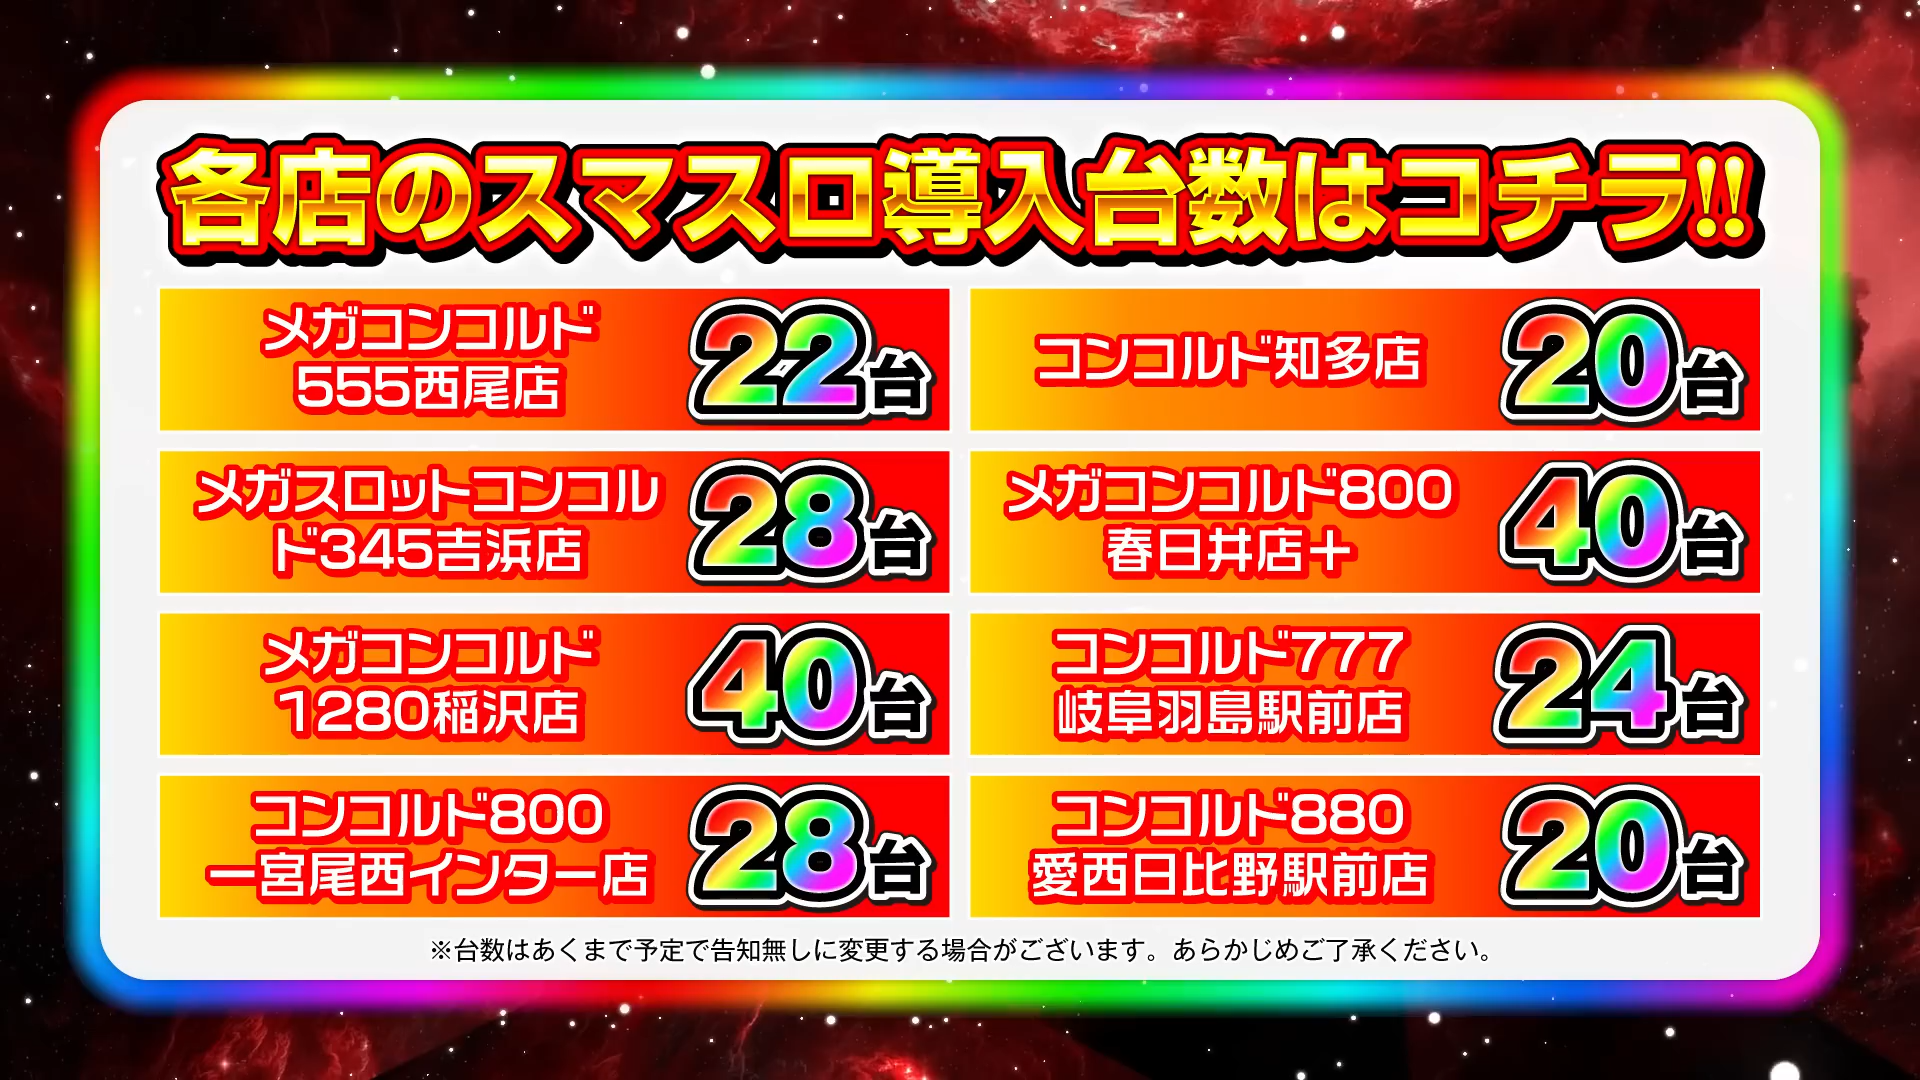 各店のスマスロ導入台数はコチラ!!
メガコンコルド
555西尾店
22台
コンコルド知多店
20台
メガスロットコンコル
ド345吉浜店
28台
メガコンコルド800
春日井店＋
40台
メガコンコルド
1280稲沢店
40台
コンコルド777
岐阜羽島駅前店
24台
コンコルド800
一宮尾西インター店
28台
コンコルド880
愛西日比野駅前店
20台
※台数はあくまで予定で告知無しに変更する場合がございます。あらかじめご了承ください。